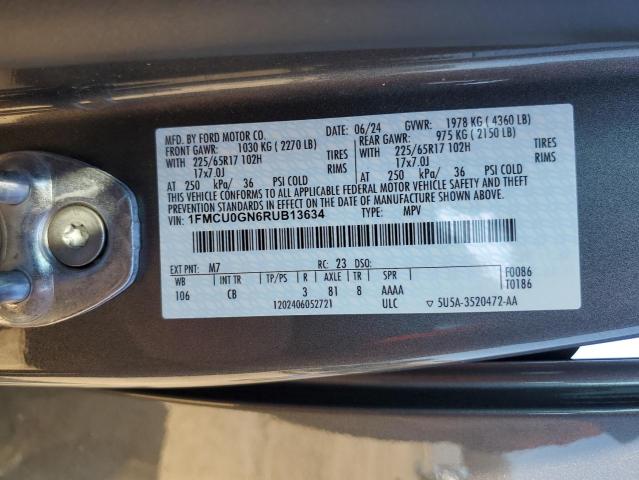 MFD. BY FORD MOTOR CO.
DATE: 06/24 GVWR: 1978 KG ( 4360 LB)
FRONT GAWR: 1030 KG ( 2270 LB) REAR GAWR: 975 KG ( 2150 LB)
WITH 225/65R17 102H TIRES WITH 225/65R17 102H TIRES
17x7.0J RIMS 17x7.0J RIMS
AT 250 kPa/ 36 PSI COLD AT 250 kPa/ 36 PSI COLD
THIS VEHICLE CONFORMS TO ALL APPLICABLE FEDERAL MOTOR VEHICLE SAFETY AND THEFT
PREVENTION STANDARDS IN EFFECT ON THE DATE OF MANUFACTURE SHOWN ABOVE.
VIN: 1FMCU0GN6RUB13634 TYPE: MPV
EXT PNT: M7 RC: 23 DSO:
WB INT TR TP/PS R AXLE TR SPR F0086
106 CB 3 81 8 AAAA T0186
1202406052721 ULC ▽ 5U5A-3520472-AA